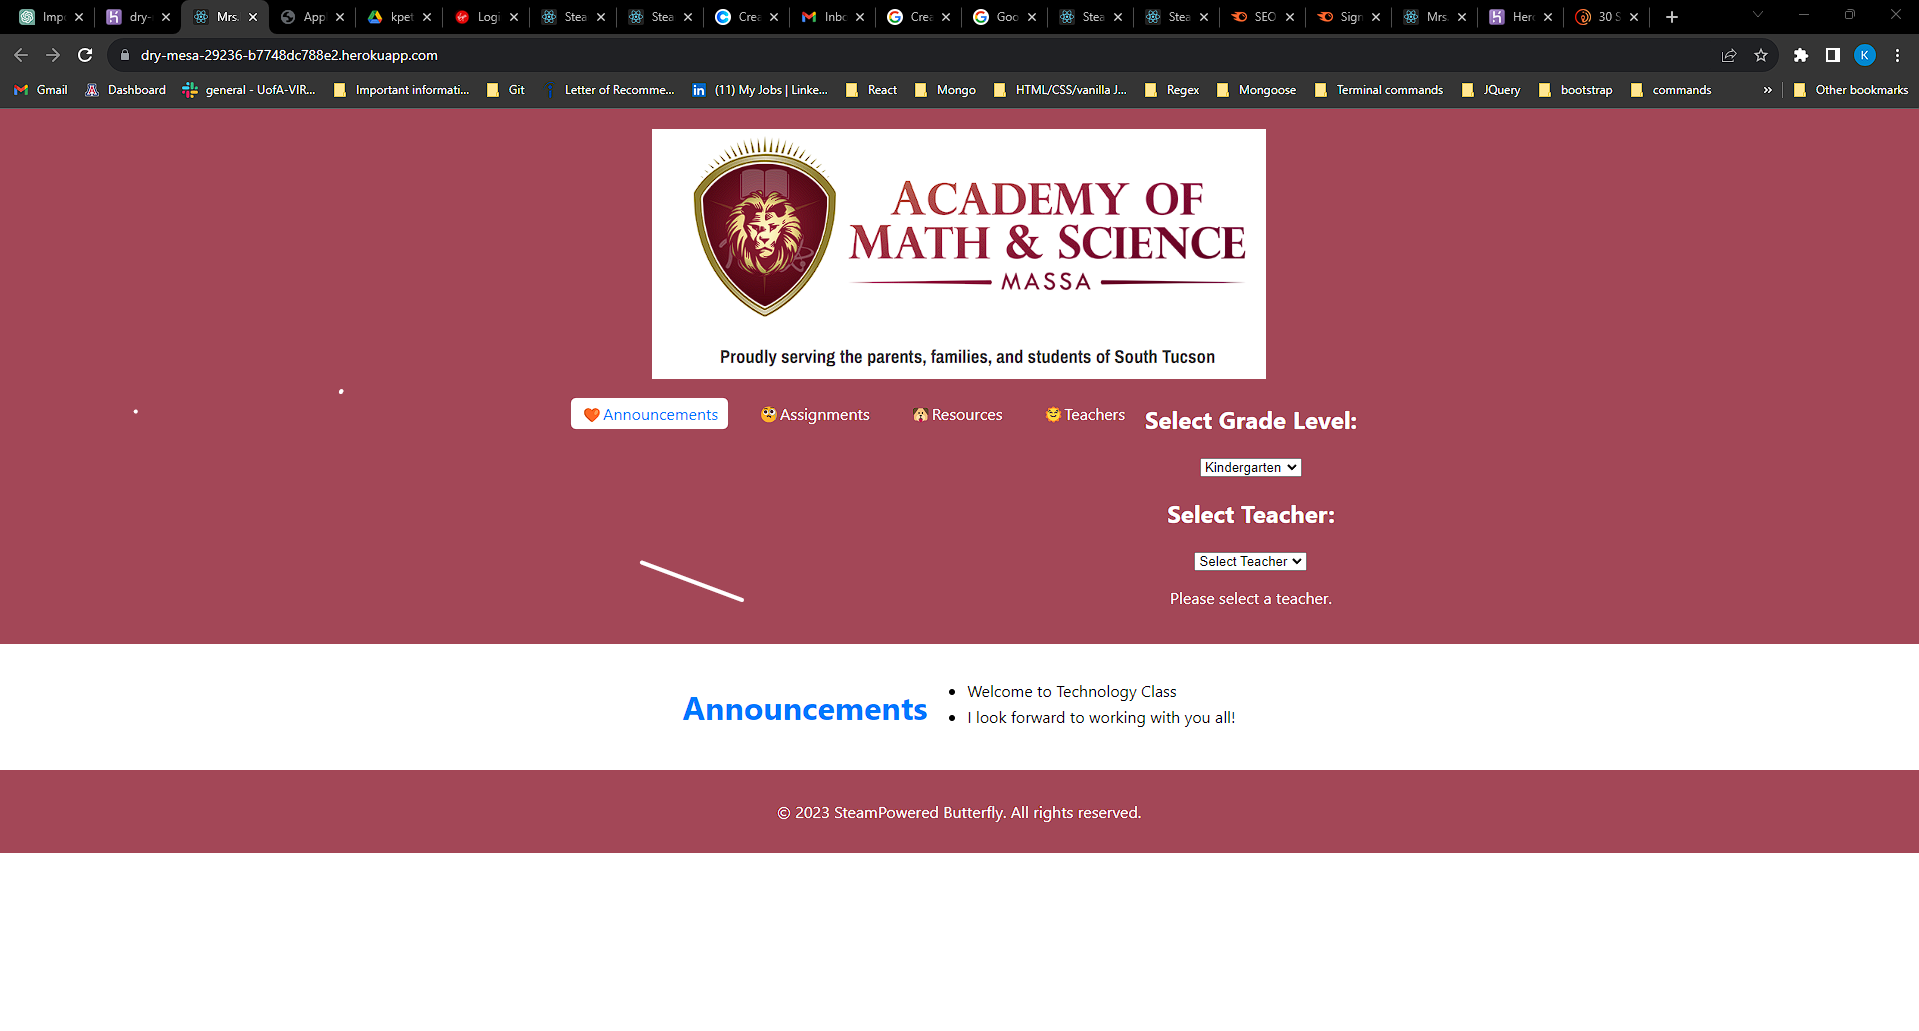 Impo dry- Mrs. Appl kpet Logi Stea Stea Crea Inbo Crea Goo Stea Stea SEO Sign Mrs. Her 30 S
dry-mesa-29236-b7748dc788e2.herokuapp.com K
Gmail Dashboard general - UofA-VIR... Important informati... Git Letter of Recomme... (11) My Jobs | Linke... React Mongo HTML/CSS/vanilla J... Regex Mongoose Terminal commands JQuery bootstrap commands » Other bookmarks
ACADEMY OF
MATH & SCIENCE
MASSA
Proudly serving the parents, families, and students of South Tucson
Announcements Assignments Resources Teachers
Select Grade Level:
Kindergarten
Select Teacher:
Select Teacher
Please select a teacher.
Announcements
Welcome to Technology Class
I look forward to working with you all!
© 2023 SteamPowered Butterfly. All rights reserved.